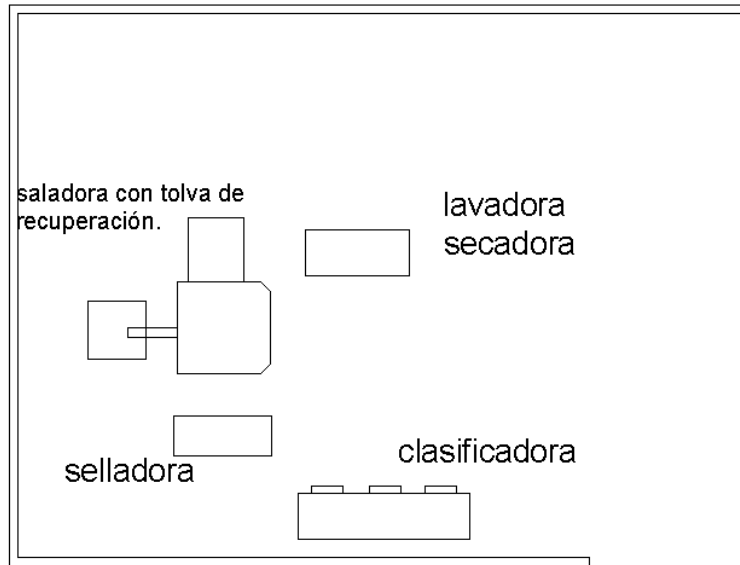 saladora con tolva de
recuperación.
lavadora
secadora
selladora
clasificadora